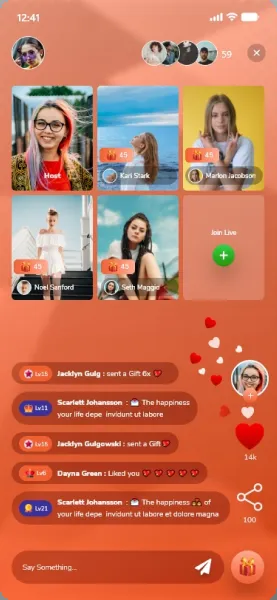 12:41
59
Host
45
Kari Stark
45
Marlon Jacobson
45
Noel Sanford
45
Seth Maggio
Join Live
Lv15 Jacklyn Gulg : sent a Gift 6x
Lv11 Scarlett Johansson : The happiness
your life depe invidunt ut labore
Lv15 Jacklyn Gulgowski : sent a Gift
Lv6 Dayna Green : Liked you
Lv21 Scarlett Johansson : The happiness of
your life depe invidunt ut labore et dolore magna
14k
100
Say Something...